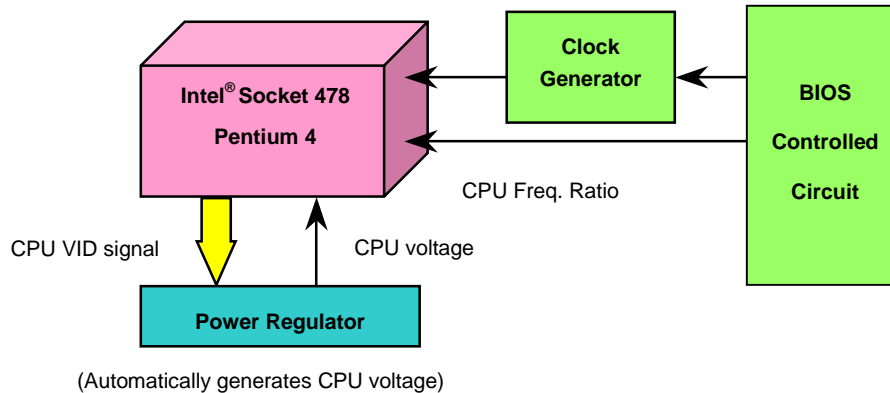 Intel® Socket 478
Pentium 4
Clock
Generator
BIOS
Controlled
Circuit
CPU Freq. Ratio
CPU VID signal
CPU voltage
Power Regulator
(Automatically generates CPU voltage)